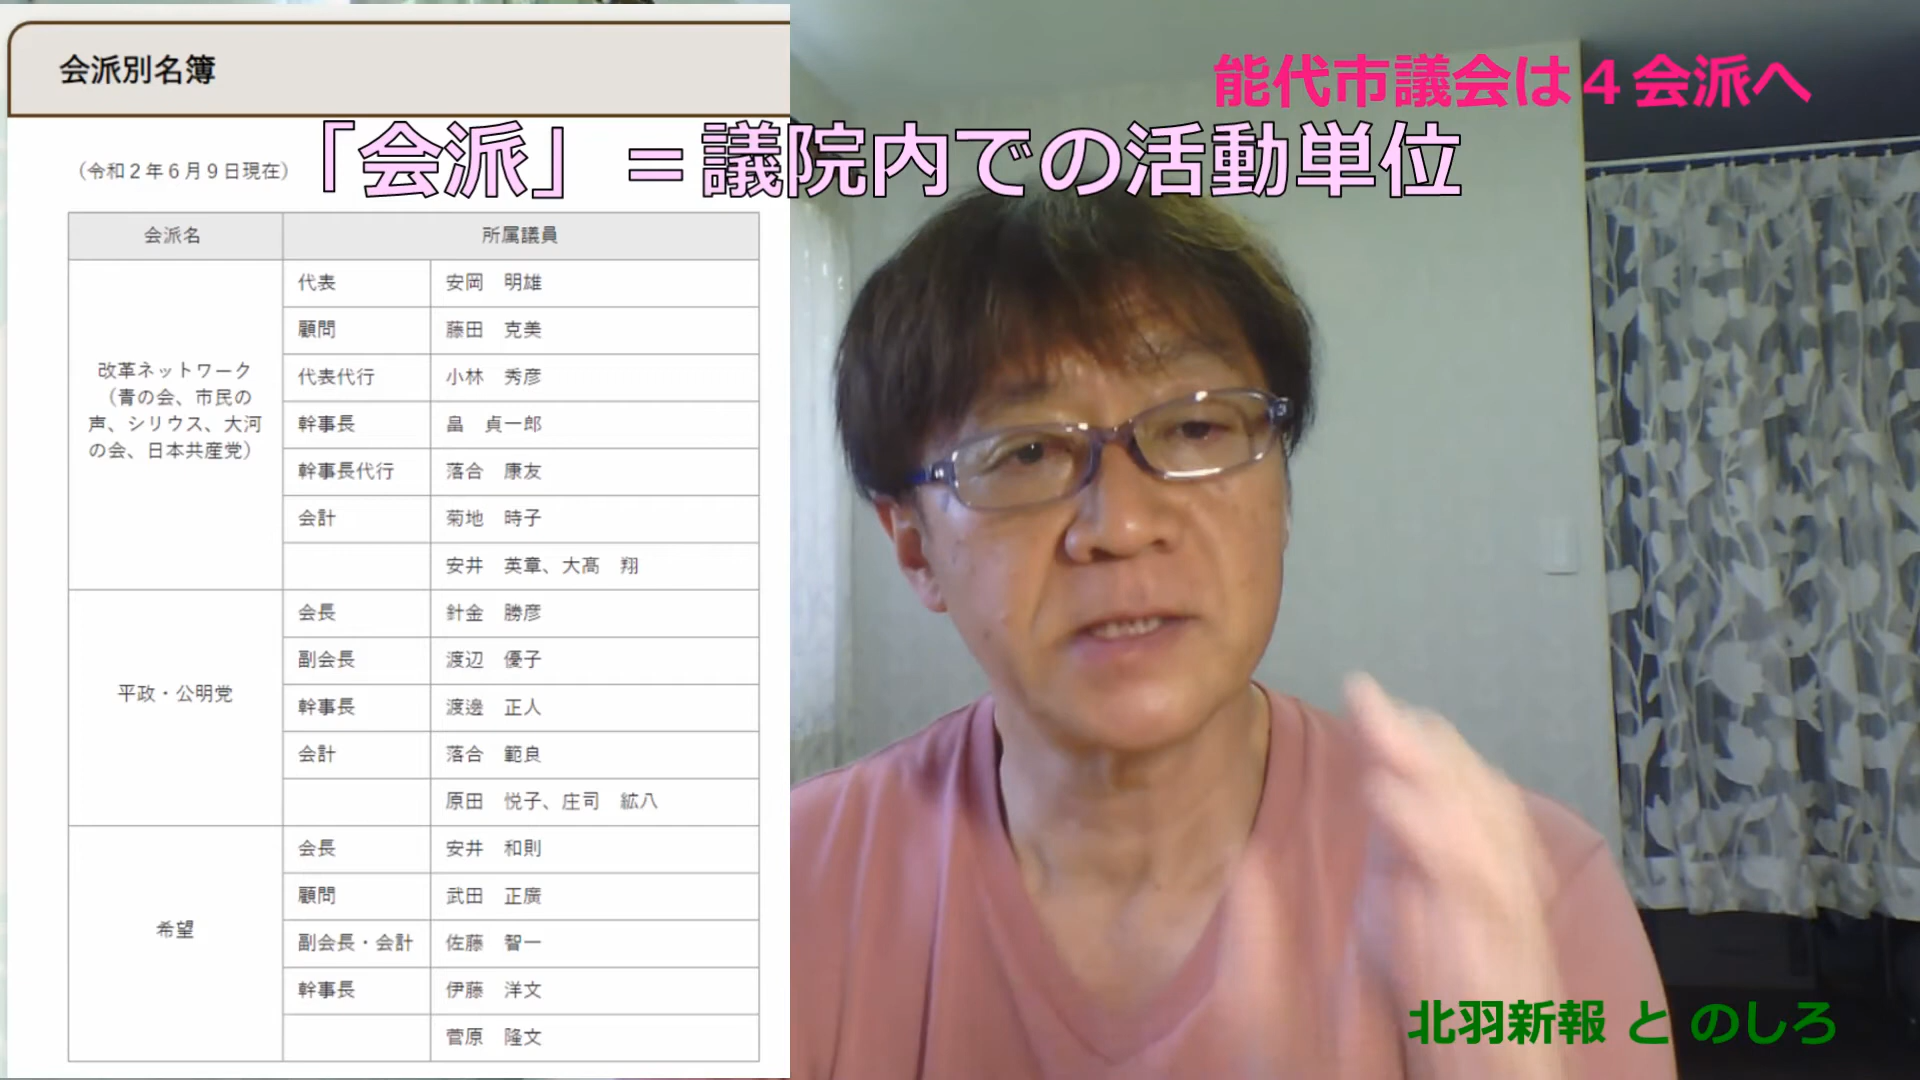 会派別名簿
能代市議会は４会派へ
「会派」＝議院内での活動単位
（令和２年６月９日現在）
会派名 所属議員
改革ネットワーク
（青の会、市民の
声、シリウス、大河
の会、日本共産党）
代表 安岡 明雄
顧問 藤田 克美
代表代行 小林 秀彦
幹事長 畠 貞一郎
幹事長代行 落合 康友
会計 菊地 時子
安井 英章、大髙 翔
平政・公明党
会長 針金 勝彦
副会長 渡辺 優子
幹事長 渡邉 正人
会計 落合 範良
原田 悦子、庄司 絋八
希望
会長 安井 和則
顧問 武田 正廣
副会長・会計 佐藤 智一
幹事長 伊藤 洋文
菅原 隆文
北羽新報 と のしろ